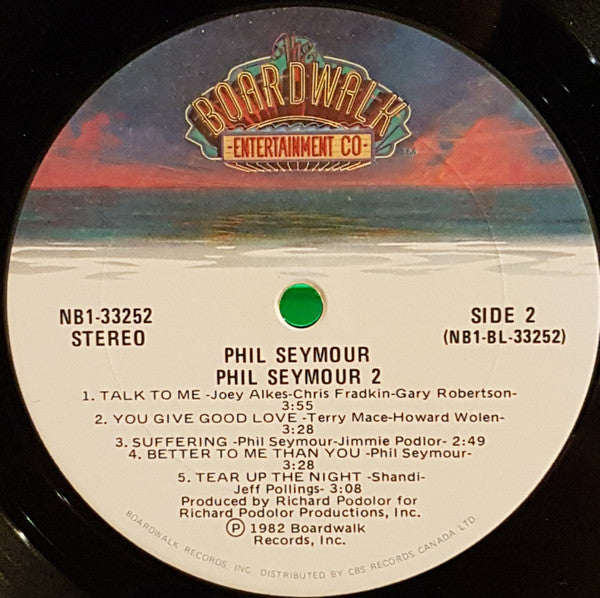 The
BOARDWALK
-ENTERTAINMENT CO-
TM
NB1-33252
STEREO
SIDE 2
(NB1-BL-33252)
PHIL SEYMOUR
PHIL SEYMOUR 2
1. TALK TO ME -Joey Alkes-Chris Fradkin-Gary Robertson-
3:55
2. YOU GIVE GOOD LOVE -Terry Mace-Howard Wolen-
3:28
3. SUFFERING -Phil Seymour-Jimmie Podlor- 2:49
4. BETTER TO ME THAN YOU -Phil Seymour-
3:28
5. TEAR UP THE NIGHT -Shandi-
Jeff Pollings- 3:08
Produced by Richard Podolor for
Richard Podolor Productions, Inc.
Ⓟ 1982 Boardwalk
Records, Inc.
BOARDWALK RECORDS, INC. DISTRIBUTED BY CBS RECORDS CANADA LTD